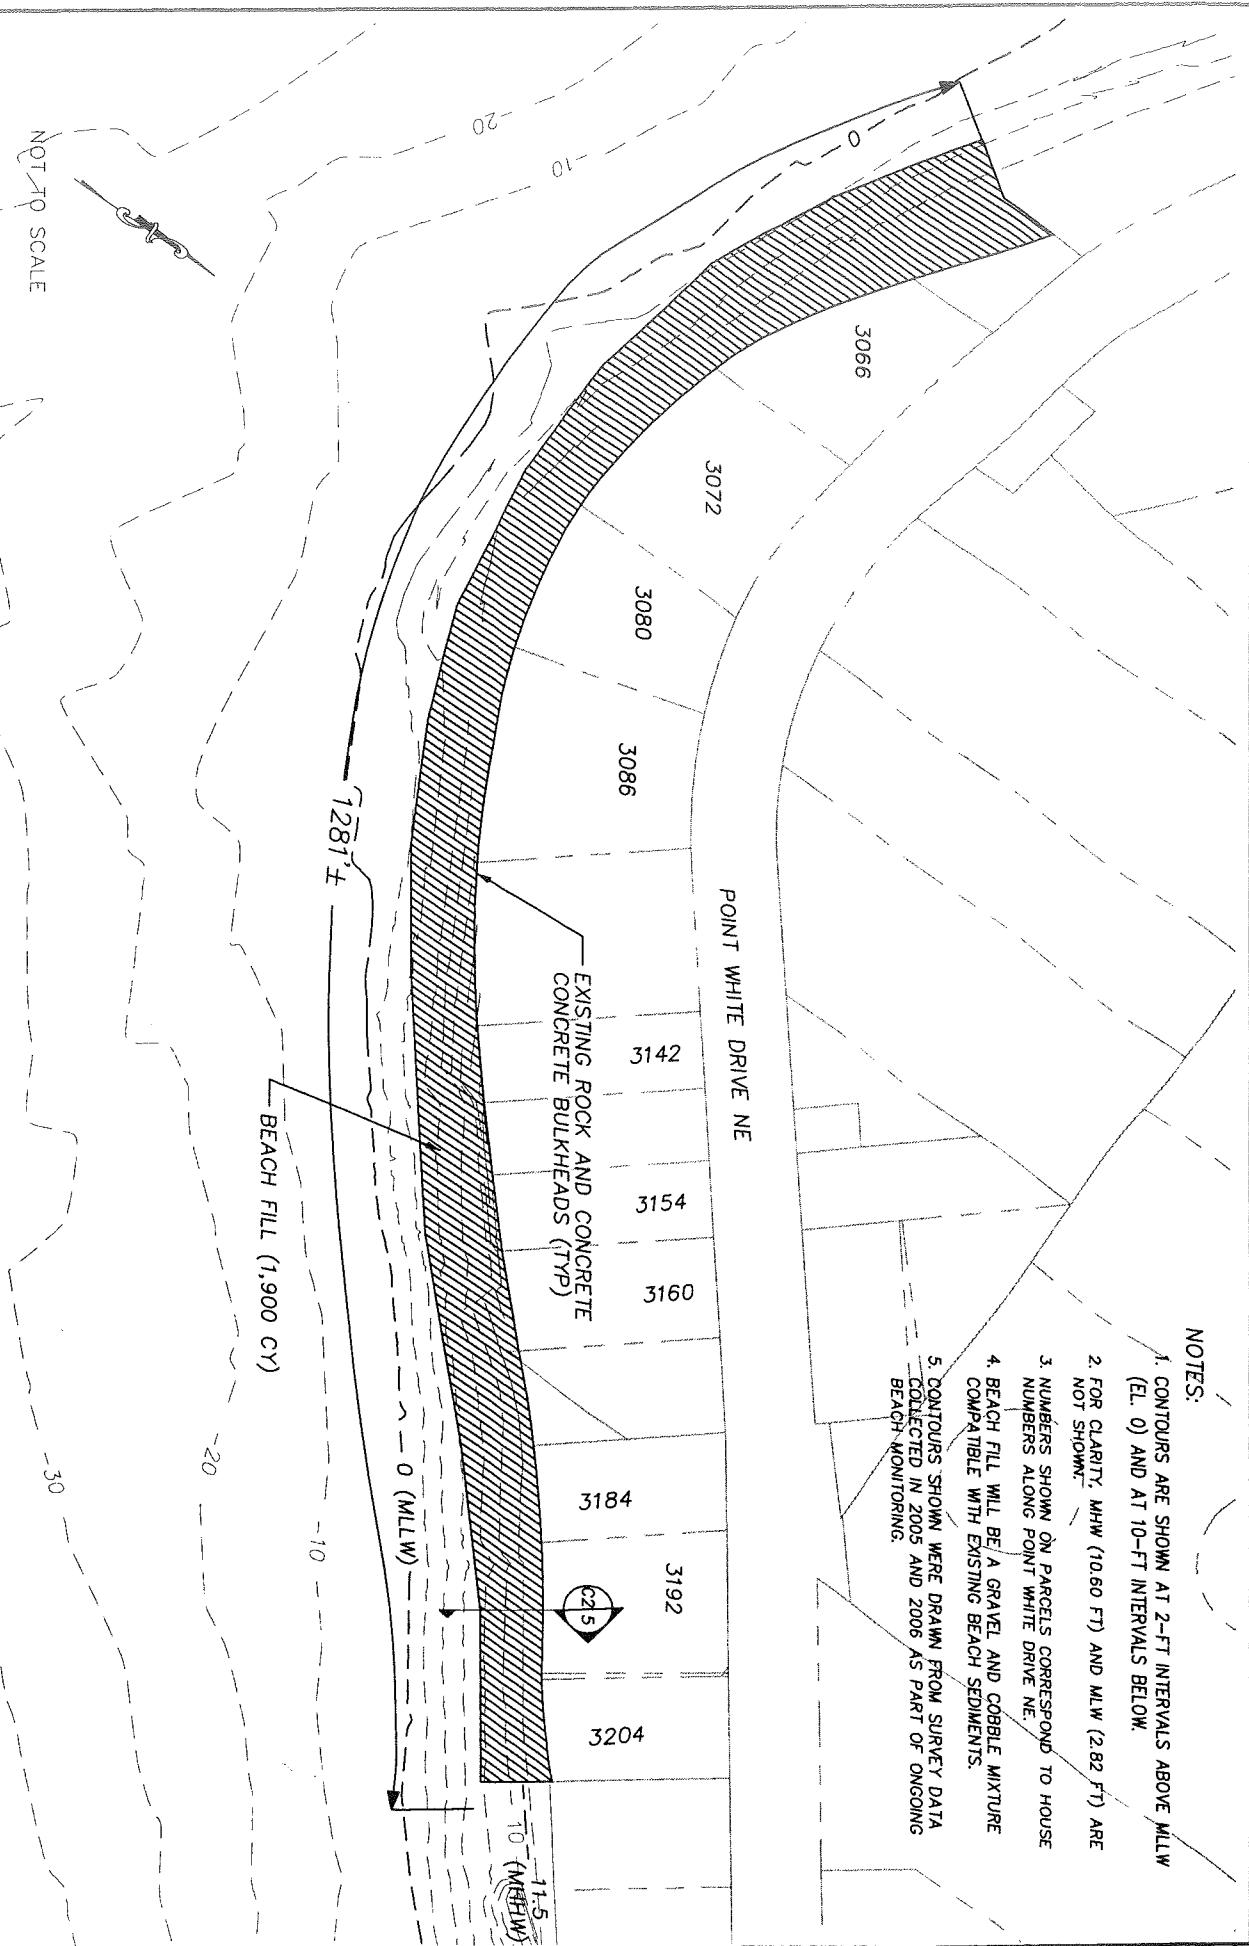 NOTES:
1. CONTOURS ARE SHOWN AT 2-FT INTERVALS ABOVE MLLW
(EL. 0) AND AT 10-FT INTERVALS BELOW.
2. FOR CLARITY, MHW (10.60 FT) AND MLW (2.82 FT) ARE
NOT SHOWN.
3. NUMBERS SHOWN ON PARCELS CORRESPOND TO HOUSE
NUMBERS ALONG POINT WHITE DRIVE NE.
4. BEACH FILL WILL BE A GRAVEL AND COBBLE MIXTURE
COMPATIBLE WITH EXISTING BEACH SEDIMENTS.
5. CONTOURS SHOWN WERE DRAWN FROM SURVEY DATA
COLLECTED IN 2005 AND 2006 AS PART OF ONGOING
BEACH MONITORING.
POINT WHITE DRIVE NE
3066
3072
3080
3086
3142
3154
3160
3184
3192
3204
EXISTING ROCK AND CONCRETE
CONCRETE BULKHEADS (TYP)
C2.5
11.5
(MHHW)
10
0
0 (MLLW)
1281'±
BEACH FILL (1,900 CY)
-10
-20
-10
-20
-30
NOT TO SCALE